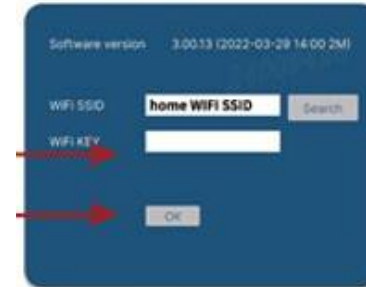 Software version 3.00.13 (2022-03-29 14:00 2M)
WIFI SSID home WIFI SSID Search
WIFI KEY
OK